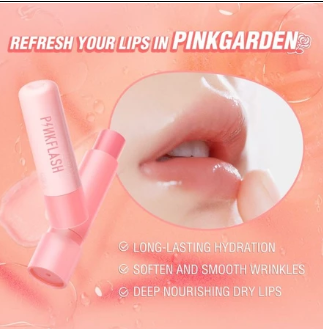 REFRESH YOUR LIPS IN PINKGARDEN
PINKFLASH
LONG-LASTING HYDRATION
SOFTEN AND SMOOTH WRINKLES
DEEP NOURISHING DRY LIPS